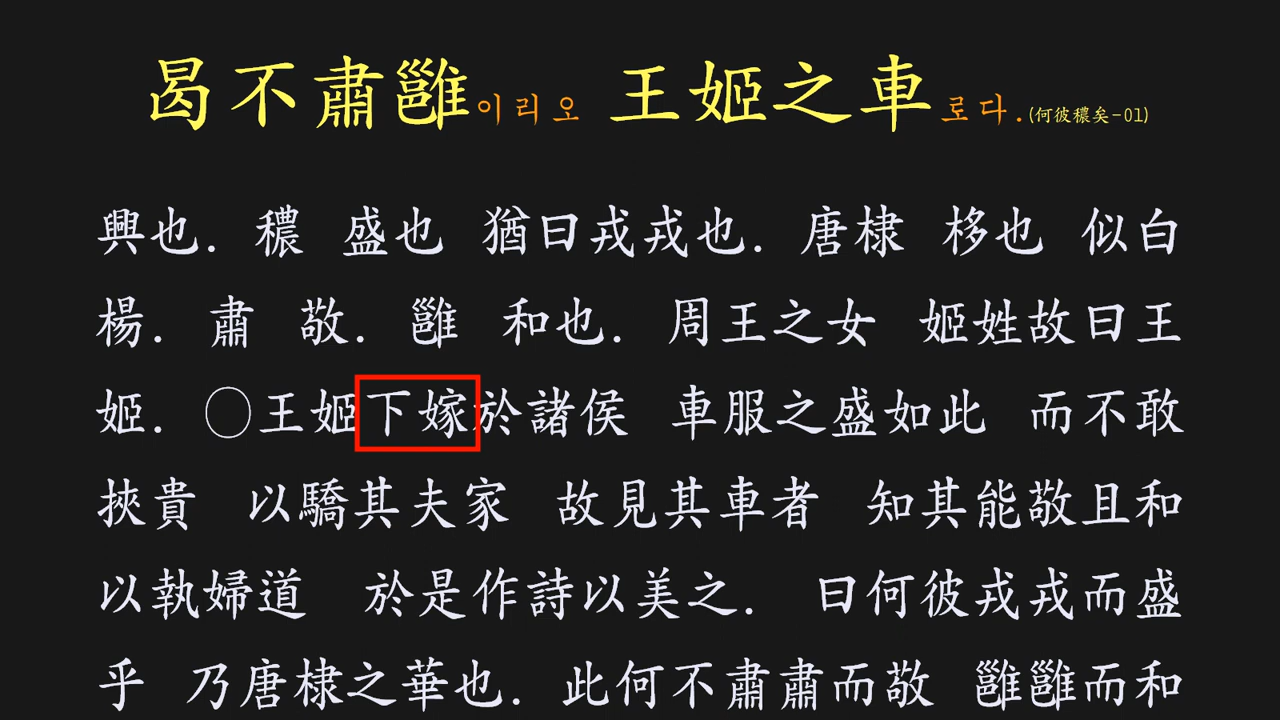 曷不肅雝이리오 王姬之車로다.(何彼穠矣-01)
興也. 穠 盛也 猶曰戎戎也. 唐棣 栘也 似白
楊. 肅 敬. 雝 和也. 周王之女 姬姓故曰王
姬. ◯王姬下嫁於諸侯 車服之盛如此 而不敢
挾貴 以驕其夫家 故見其車者 知其能敬且和
以執婦道 於是作詩以美之. 曰何彼戎戎而盛
乎 乃唐棣之華也. 此何不肅肅而敬 雝雝而和